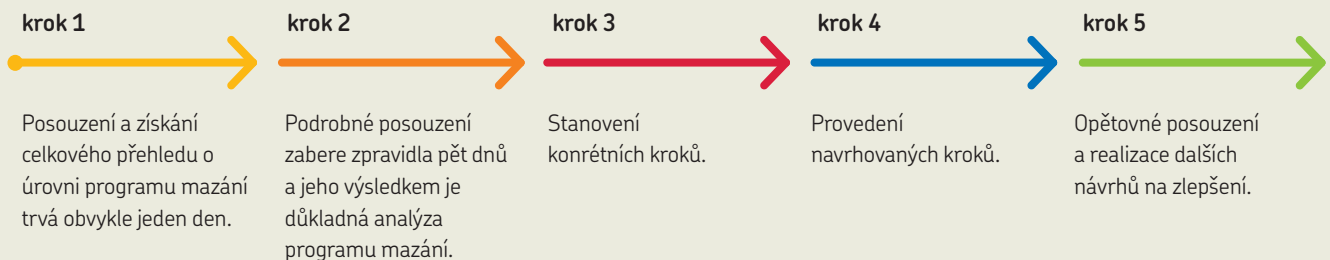 krok 1
Posouzení a získání
celkového přehledu o
úrovni programu mazání
trvá obvykle jeden den.
krok 2
Podrobné posouzení
zabere zpravidla pět dnů
a jeho výsledkem je
důkladná analýza
programu mazání.
krok 3
Stanovení
konrétních kroků.
krok 4
Provedení
navrhovaných kroků.
krok 5
Opětovné posouzení
a realizace dalších
návrhů na zlepšení.